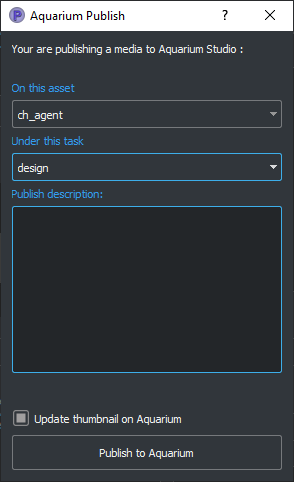 Aquarium Publish
Your are publishing a media to Aquarium Studio :
On this asset
ch_agent
Under this task
design
Publish description:
Update thumbnail on Aquarium
Publish to Aquarium